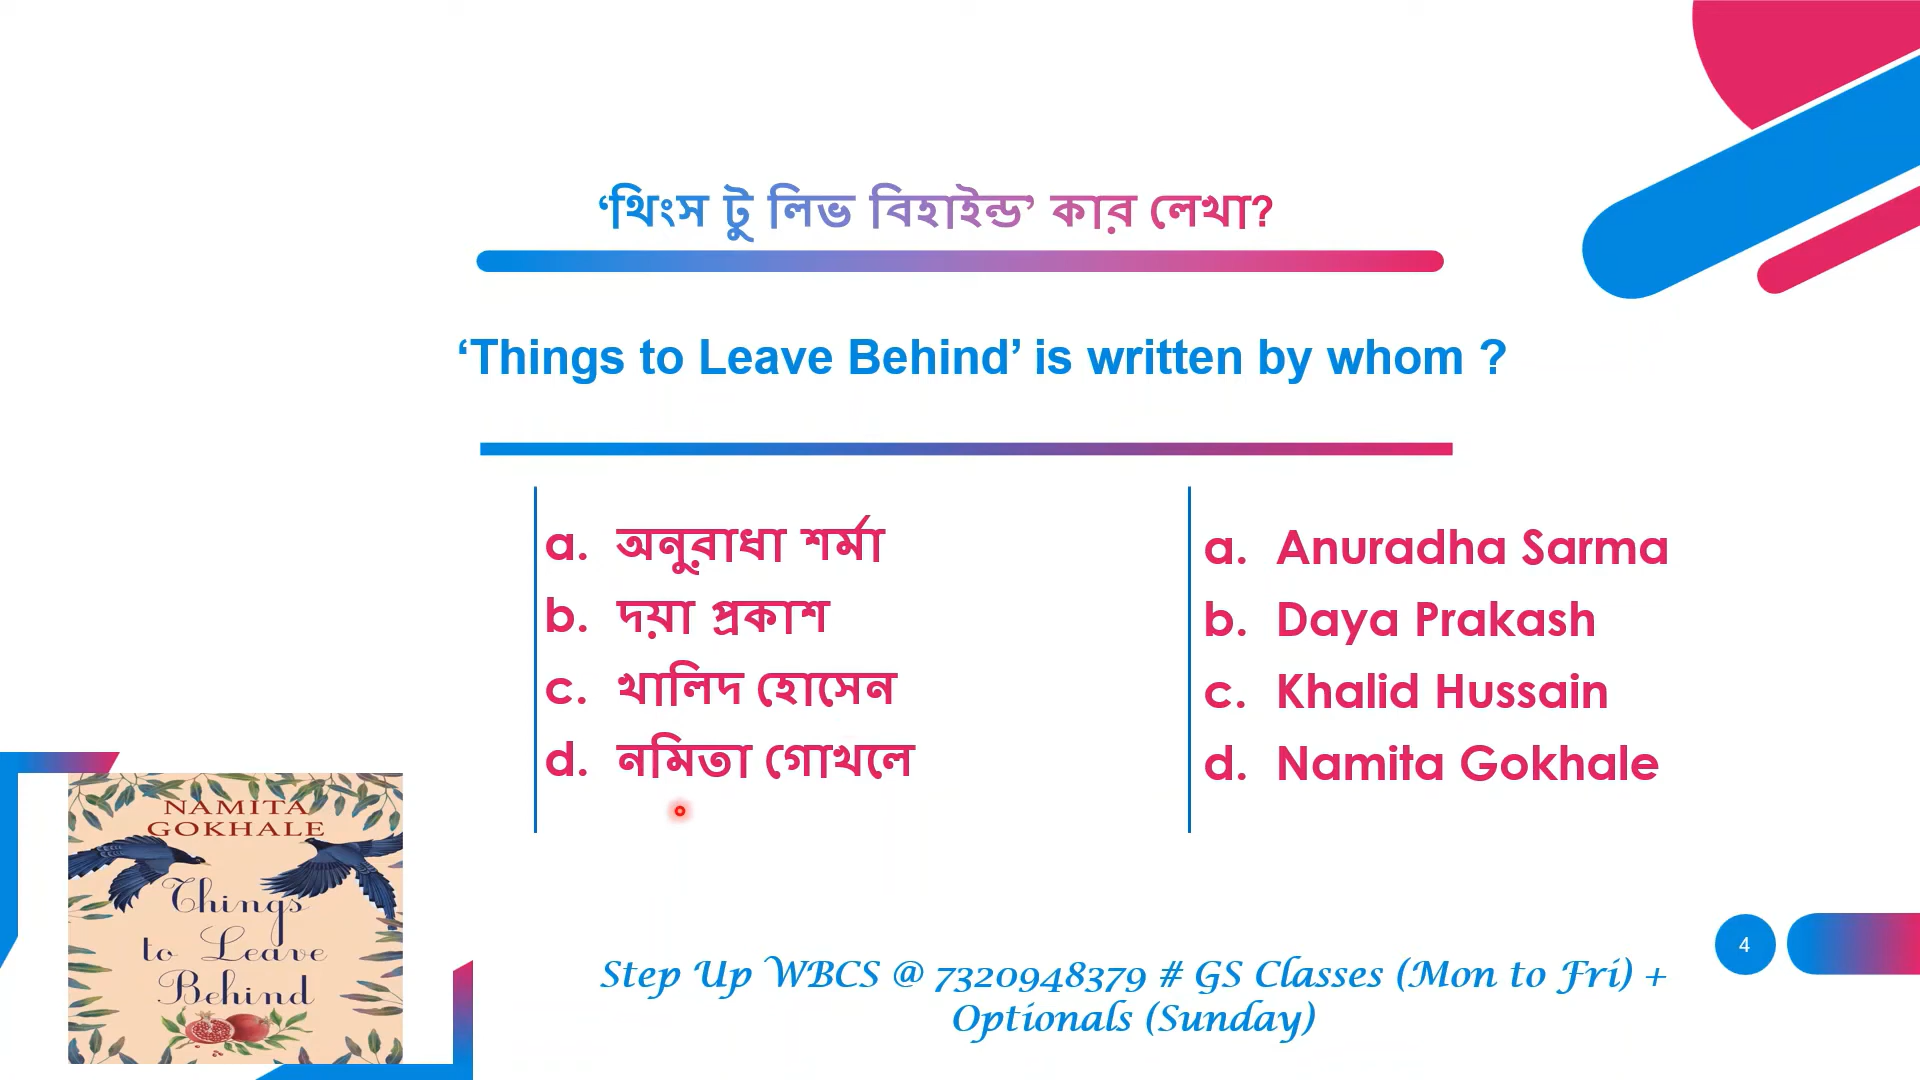 ‘থিংস টু লিভ বিহাইন্ড’ কার লেখা?
‘Things to Leave Behind’ is written by whom ?
a. অনুরাধা শর্মা
b. দয়া প্রকাশ
c. খালিদ হোসেন
d. নমিতা গোখলে
a. Anuradha Sarma
b. Daya Prakash
c. Khalid Hussain
d. Namita Gokhale
NAMITA
GOKHALE
Things
to Leave
Behind
4
Step Up WBCS @ 7320948379 # GS Classes (Mon to Fri) +
Optionals (Sunday)